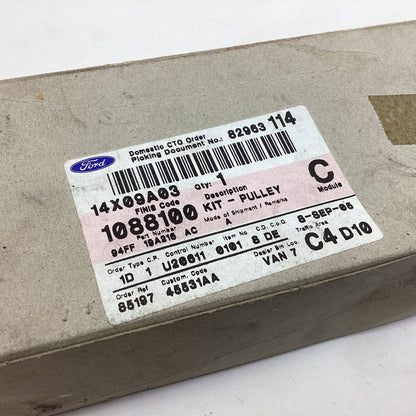 Ford
Domestic CTO Order
Picking Document No.: 82963 114
14X09A03 Qty: 1 C
FINIS Code Description Module
1088100 KIT - PULLEY
Part Number Mode of Shipment / Remarks
94FF 19A216 AC A 8-SEP-
Order Type C.P. Control Number Item No C.D. C.P.O. Traffic Area
1D 1 U20611 0101 8 DE C4 D10
Order Ref Custom. Code Dealer Bin Loc.
85197 45531AA VAN 7